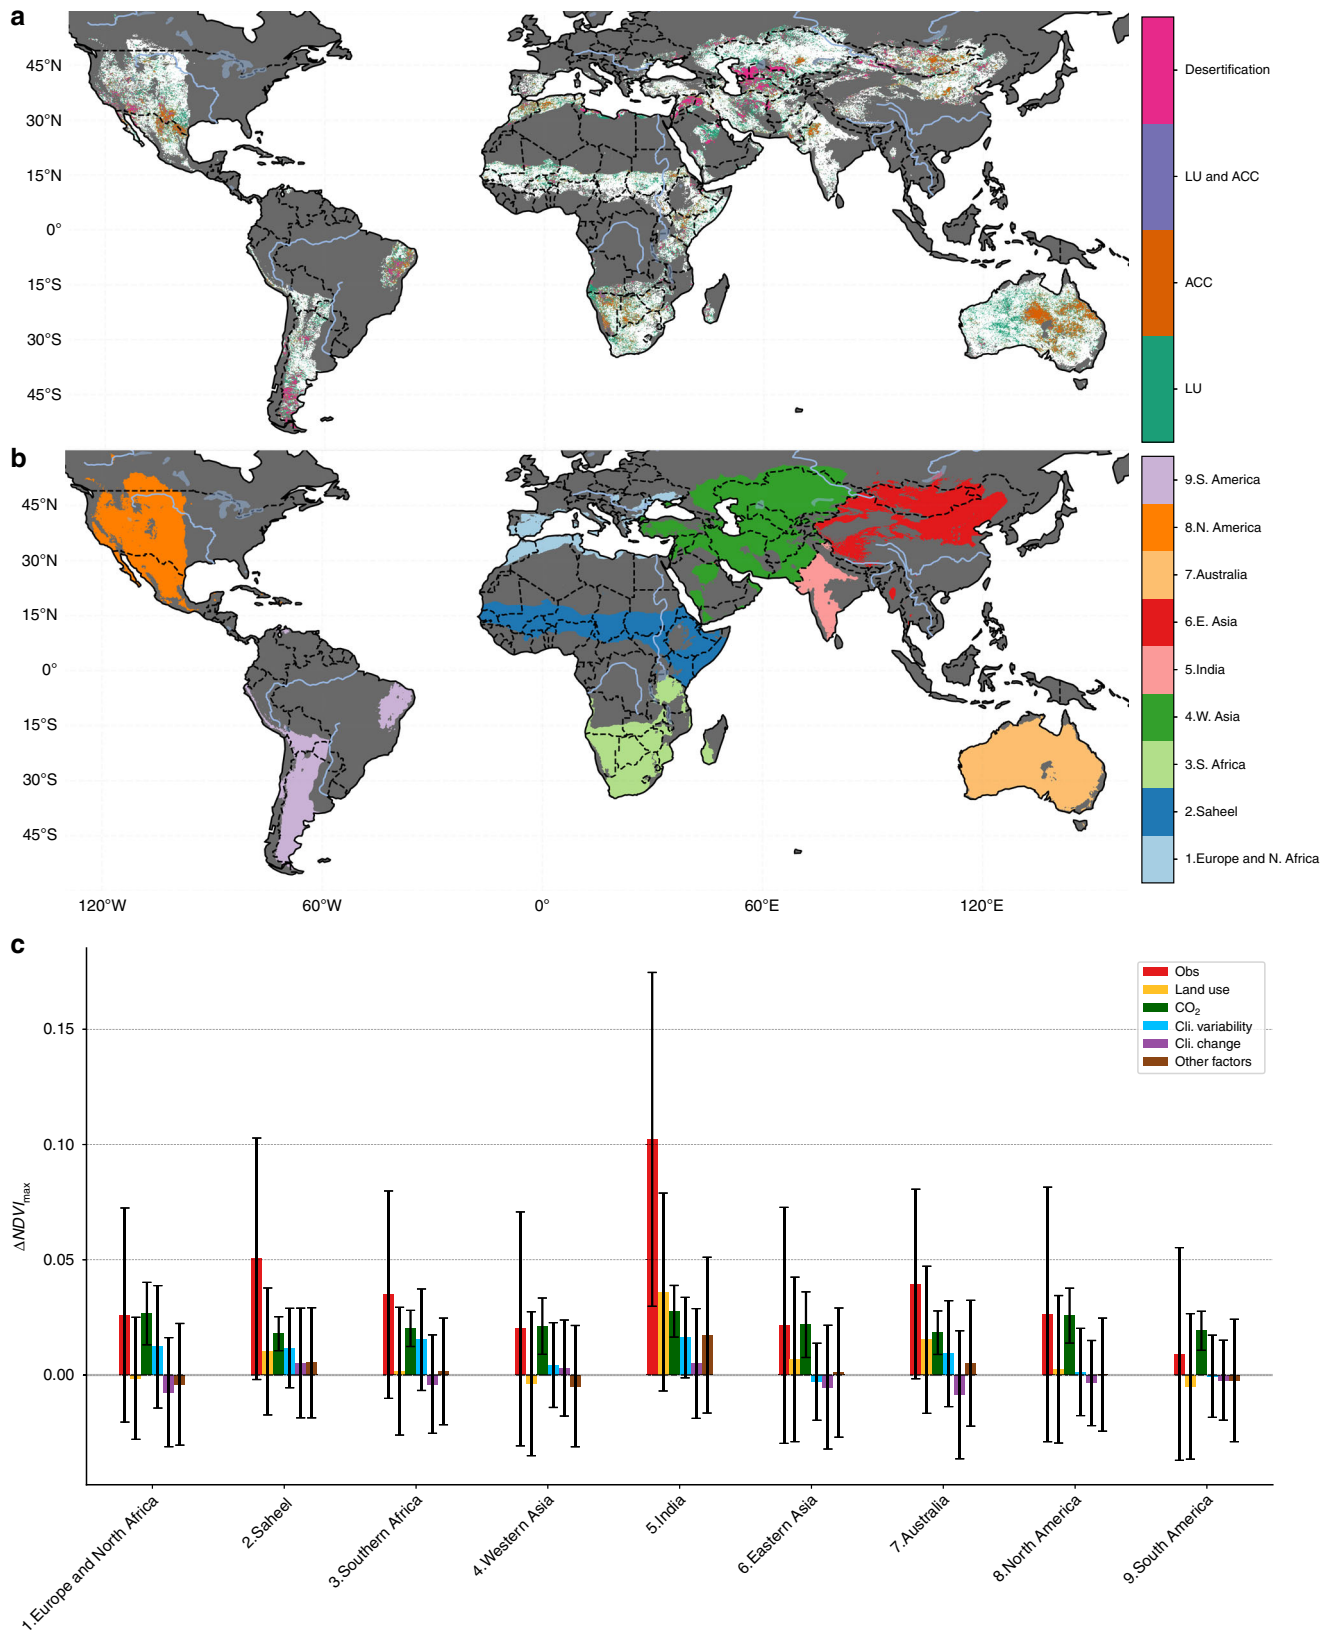 a
45°N
30°N
15°N
0°
15°S
30°S
45°S
Desertification
LU and ACC
ACC
LU
b
45°N
30°N
15°N
0°
15°S
30°S
45°S
120°W
60°W
0°
60°E
120°E
9.S. America
8.N. America
7.Australia
6.E. Asia
5.India
4.W. Asia
3.S. Africa
2.Saheel
1.Europe and N. Africa
c
ΔNDVImax
0.15
0.10
0.05
0.00
Obs
Land use
CO₂
Cli. variability
Cli. change
Other factors
1.Europe and North Africa
2.Saheel
3.Southern Africa
4.Western Asia
5.India
6.Eastern Asia
7.Australia
8.North America
9.South America